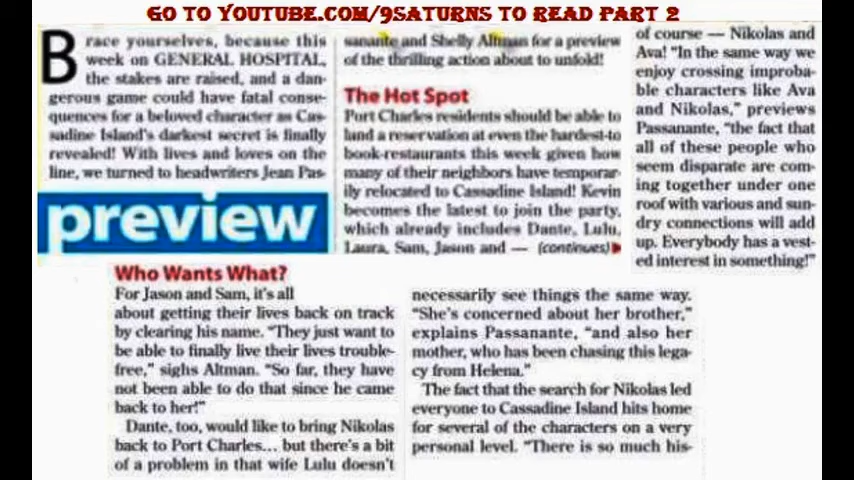 GO TO YOUTUBE.COM/9SATURNS TO READ PART 2
Brace yourselves, because this
week on GENERAL HOSPITAL,
the stakes are raised, and a dan-
gerous game could have fatal conse-
quences for a beloved character as Cas-
sadine Island's darkest secret is finally
revealed! With lives and loves on the
line, we turned to headwriters Jean Pas-
preview
sanante and Shelly Altman for a preview
of the thrilling action about to unfold!
The Hot Spot
Port Charles residents should be able to
land a reservation at even the hardest-to
book-restaurants this week given how
many of their neighbors have temporar-
ily relocated to Cassadine Island! Kevin
becomes the latest to join the party,
which already includes Dante, Lulu,
Laura, Sam, Jason and — (continues)
of course — Nikolas and
Ava! "In the same way we
enjoy crossing improba-
ble characters like Ava
and Nikolas," previews
Passanante, "the fact that
all of these people who
seem disparate are com-
ing together under one
roof with various and sun-
dry connections will add
up. Everybody has a vest-
ed interest in something!"
Who Wants What?
For Jason and Sam, it's all
about getting their lives back on track
by clearing his name. "They just want to
be able to finally live their lives trouble-
free," sighs Altman. "So far, they have
not been able to do that since he came
back to her!"
Dante, too, would like to bring Nikolas
back to Port Charles... but there's a bit
of a problem in that wife Lulu doesn't
necessarily see things the same way.
"She's concerned about her brother,"
explains Passanante, "and also her
mother, who has been chasing this lega-
cy from Helena."
The fact that the search for Nikolas led
everyone to Cassadine Island hits home
for several of the characters on a very
personal level. "There is so much his-